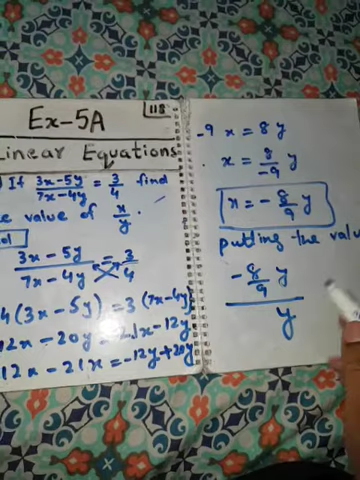 118
Ex-5A
Linear Equations
If 3x-5y/7x-4y = 3/4 find
value of x/y.
3x-5y/7x-4y = 3/4
4(3x-5y) = 3(7x-4y
12x-20y = 21x-12y
12x-21x = -12y+20y
-9x = 8y
x = 8/-9 y
x = -8/9 y
putting the valu
-8/9 y
y